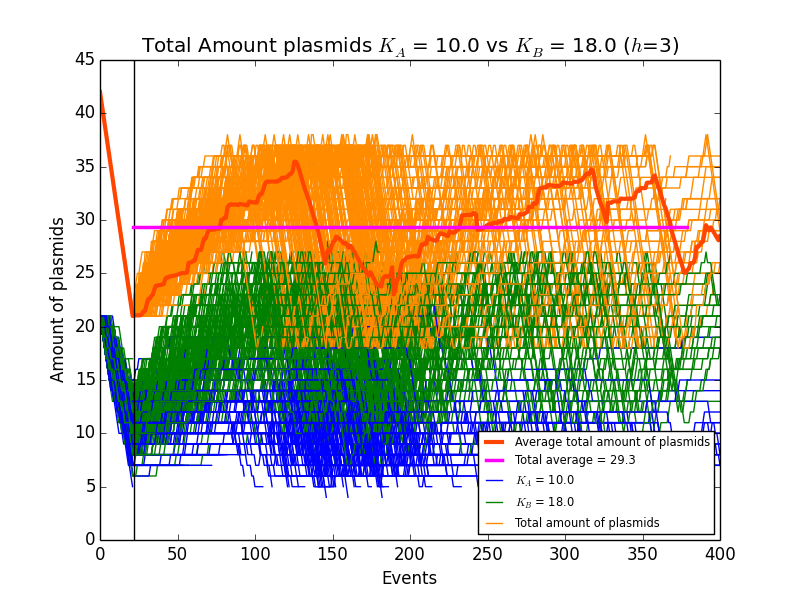 Total Amount plasmids K_A = 10.0 vs K_B = 18.0 (h=3)
45
40
35
30
25
20
15
10
5
0
Amount of plasmids
Average total amount of plasmids
Total average = 29.3
K_A = 10.0
K_B = 18.0
Total amount of plasmids
0 50 100 150 200 250 300 350 400
Events